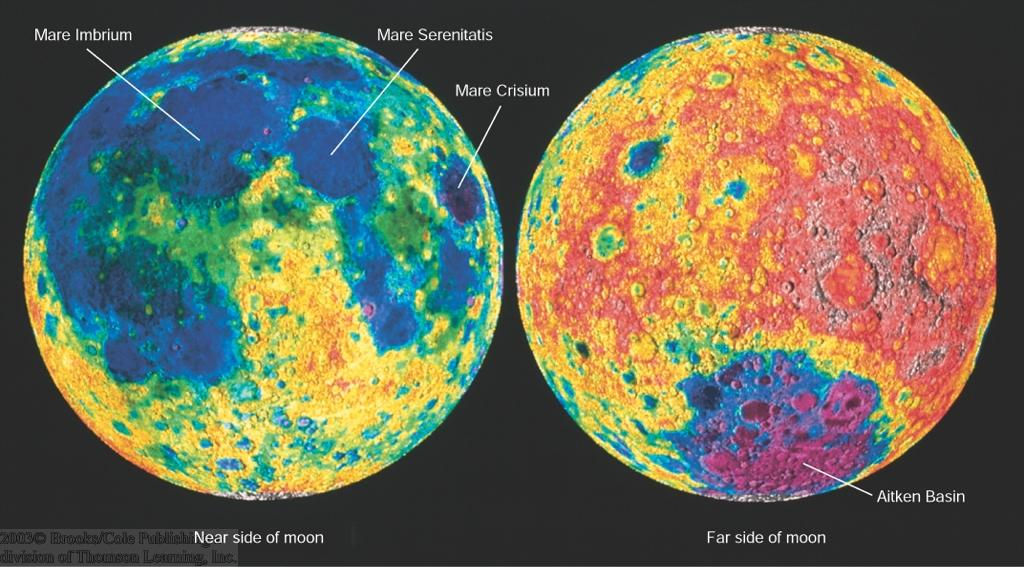 Mare Imbrium
Mare Serenitatis
Mare Crisium
Aitken Basin
Near side of moon
Far side of moon
2003© Brooks/Cole Publishing
division of Thomson Learning, Inc.